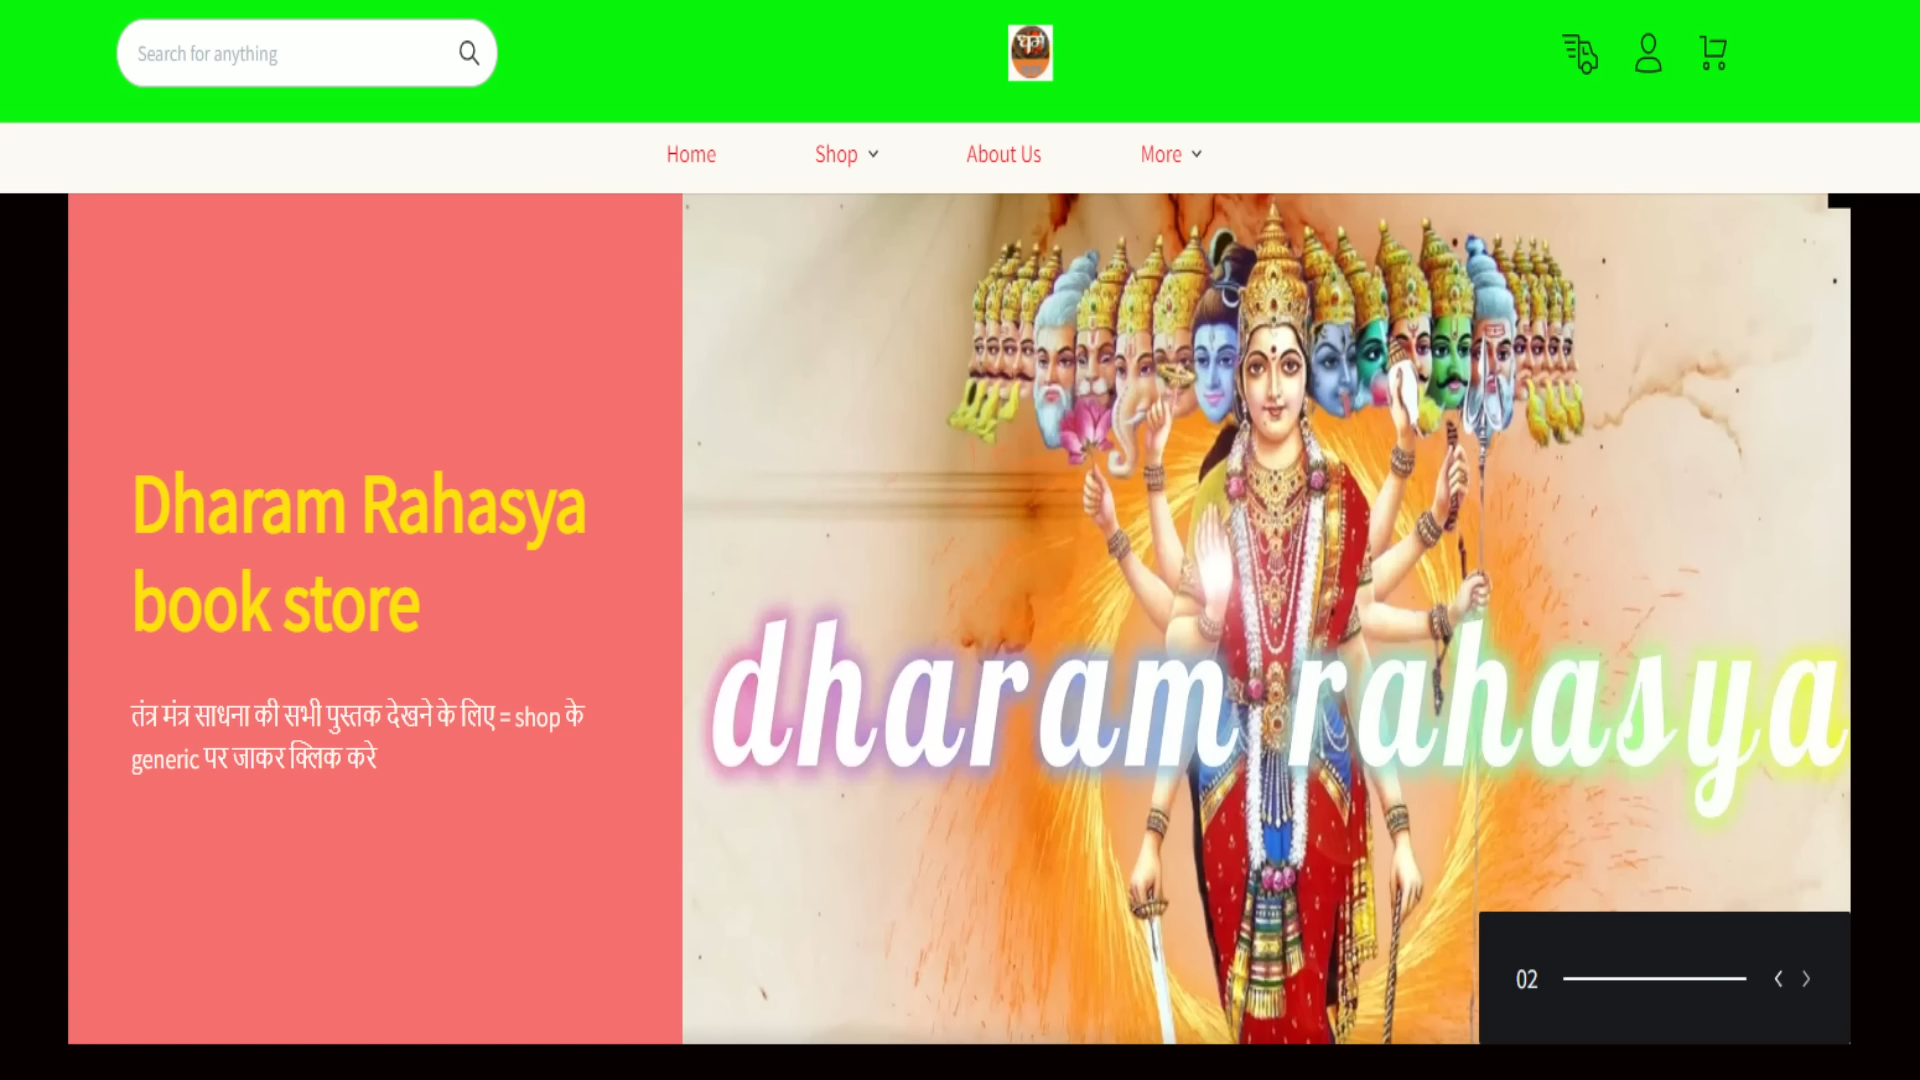 Search for anything
धर्म
Home
Shop
About Us
More
Dharam Rahasya
book store
तंत्र मंत्र साधना की सभी पुस्तक देखने के लिए = shop के
generic पर जाकर क्लिक करे
dharam rahasya
02